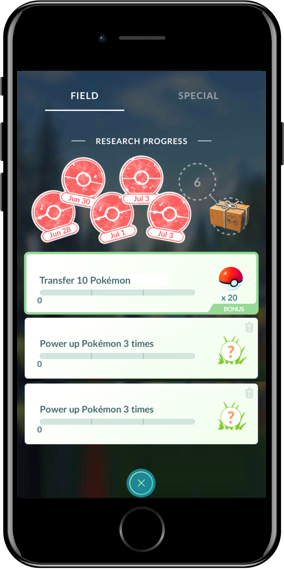 FIELD SPECIAL
RESEARCH PROGRESS
Jun 30 Jul 3
6
Jun 28 Jul 1 Jul 3
Transfer 10 Pokémon
0
x 20
BONUS
Power up Pokémon 3 times
?
0
Power up Pokémon 3 times
?
0